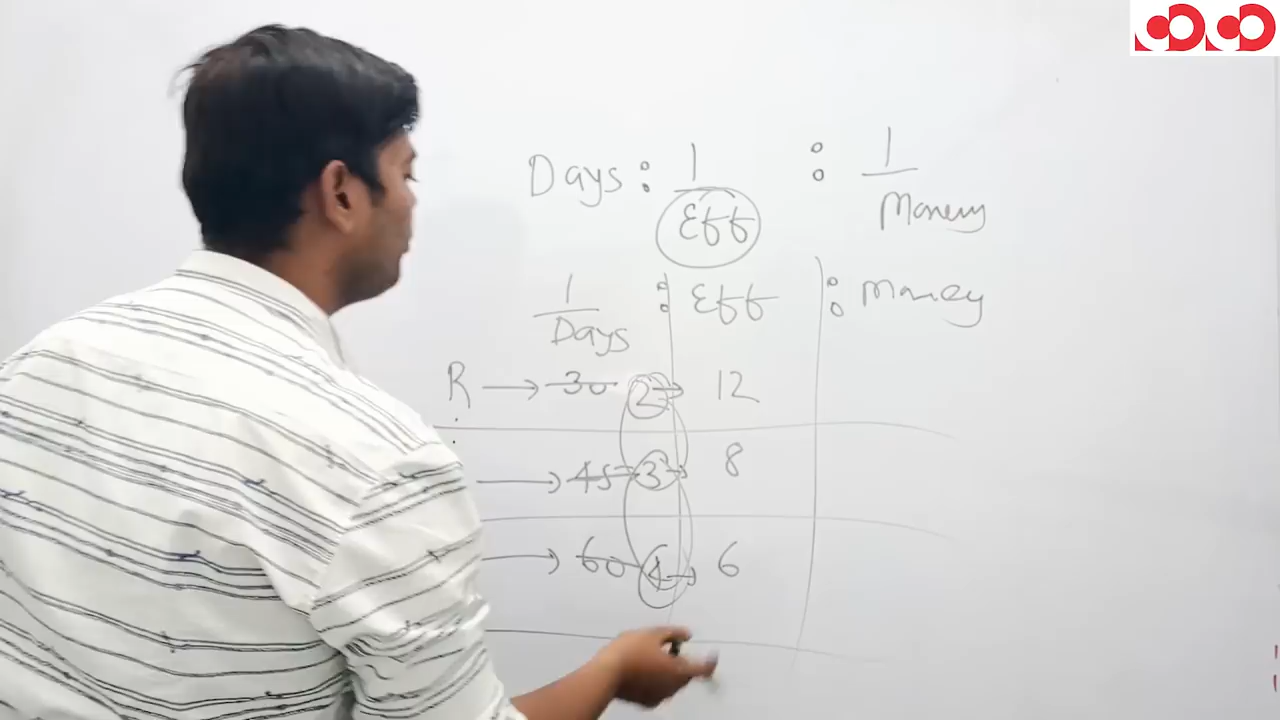 Days : 1 : 1
Eff Money
1 : Eff : Money
Days
R → 30 2 → 12
→ 45 3 → 8
→ 60 4 → 6